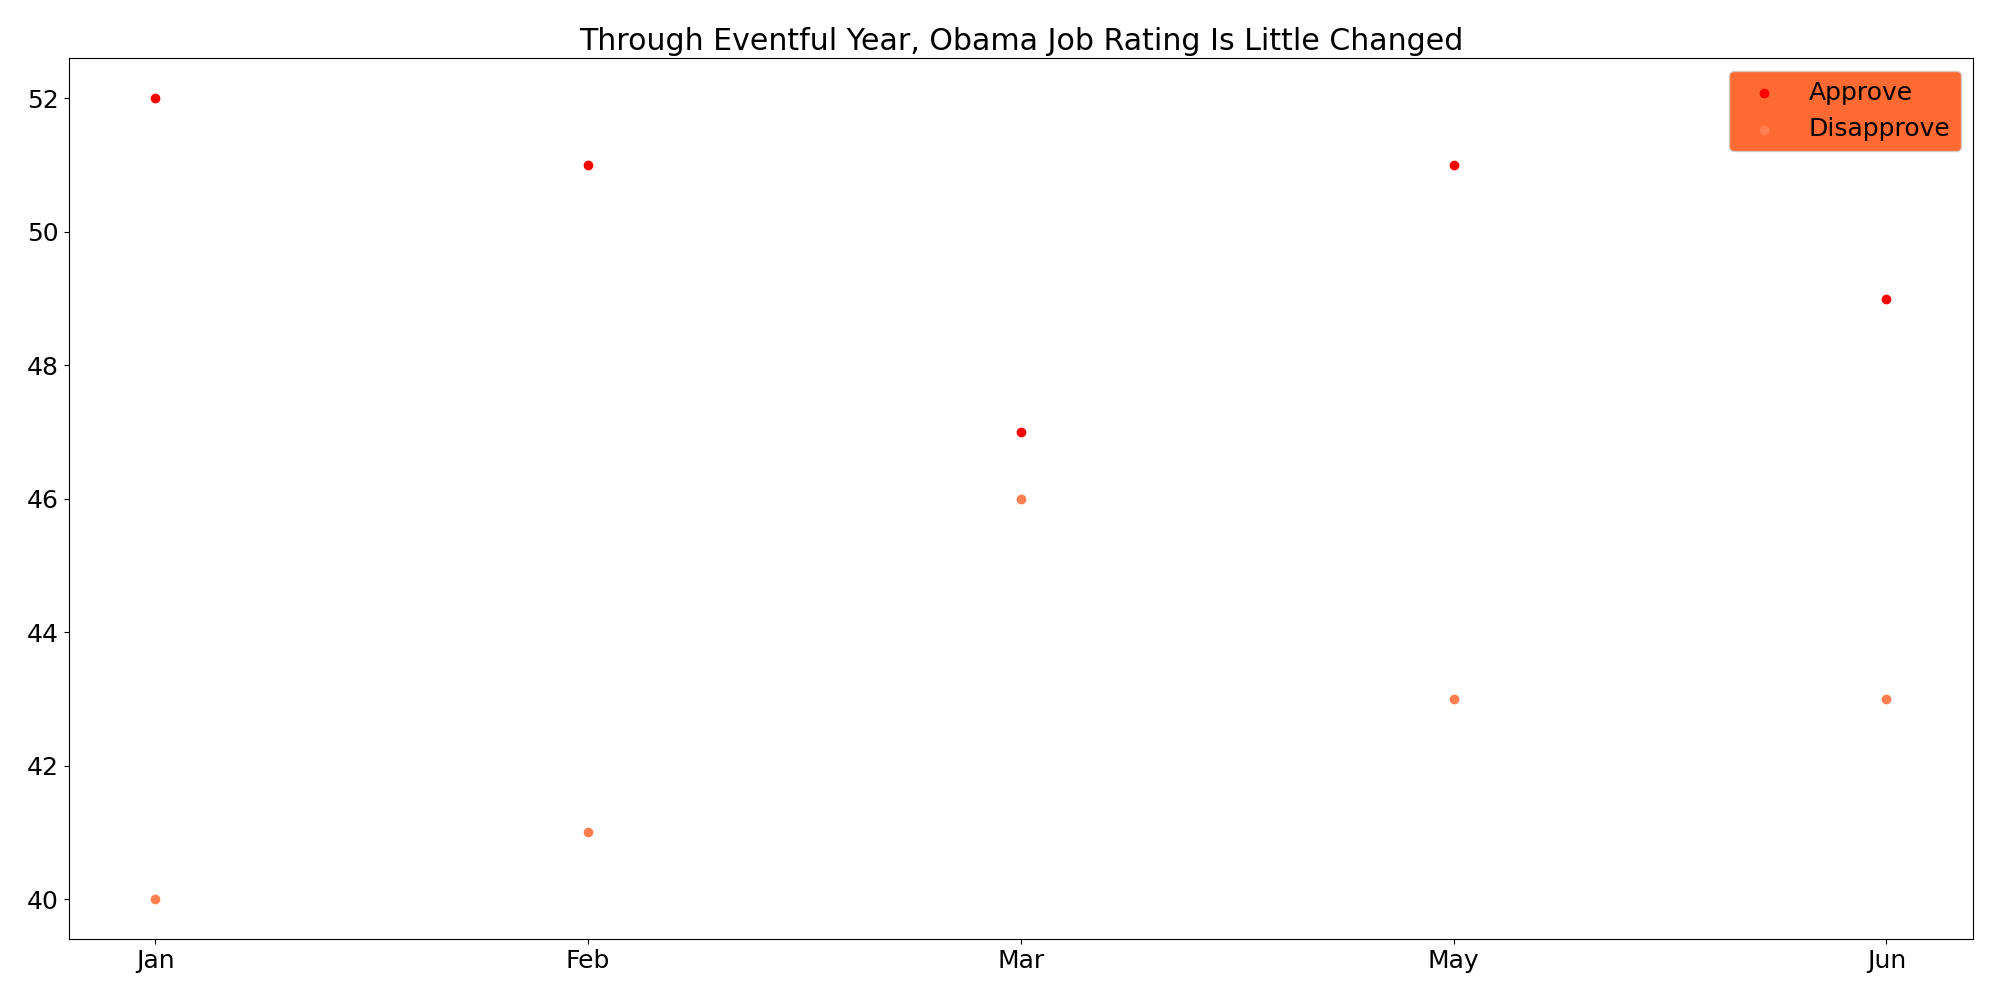 Through Eventful Year, Obama Job Rating Is Little Changed
Approve
Disapprove
52
50
48
46
44
42
40
Jan Feb Mar May Jun